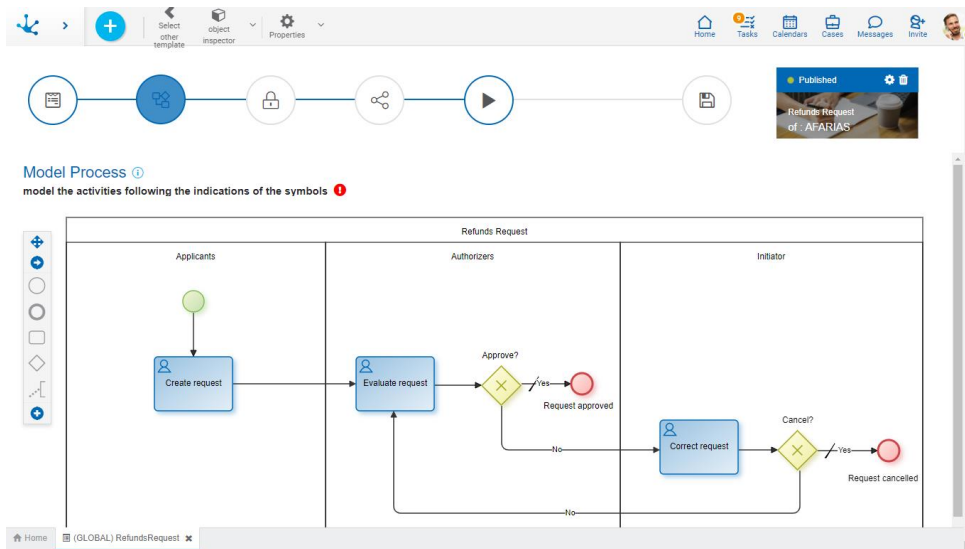 Select
other
template
object
inspector
Properties
9
Home
Tasks
Calendars
Cases
Messages
Invite
Published
Refunds Request
of : AFARIAS
Model Process
model the activities following the indications of the symbols
Refunds Request
Applicants
Authorizers
Initiator
Create request
Evaluate request
Approve?
Yes
Request approved
No
Correct request
Cancel?
Yes
Request cancelled
No
Home
(GLOBAL) RefundsRequest